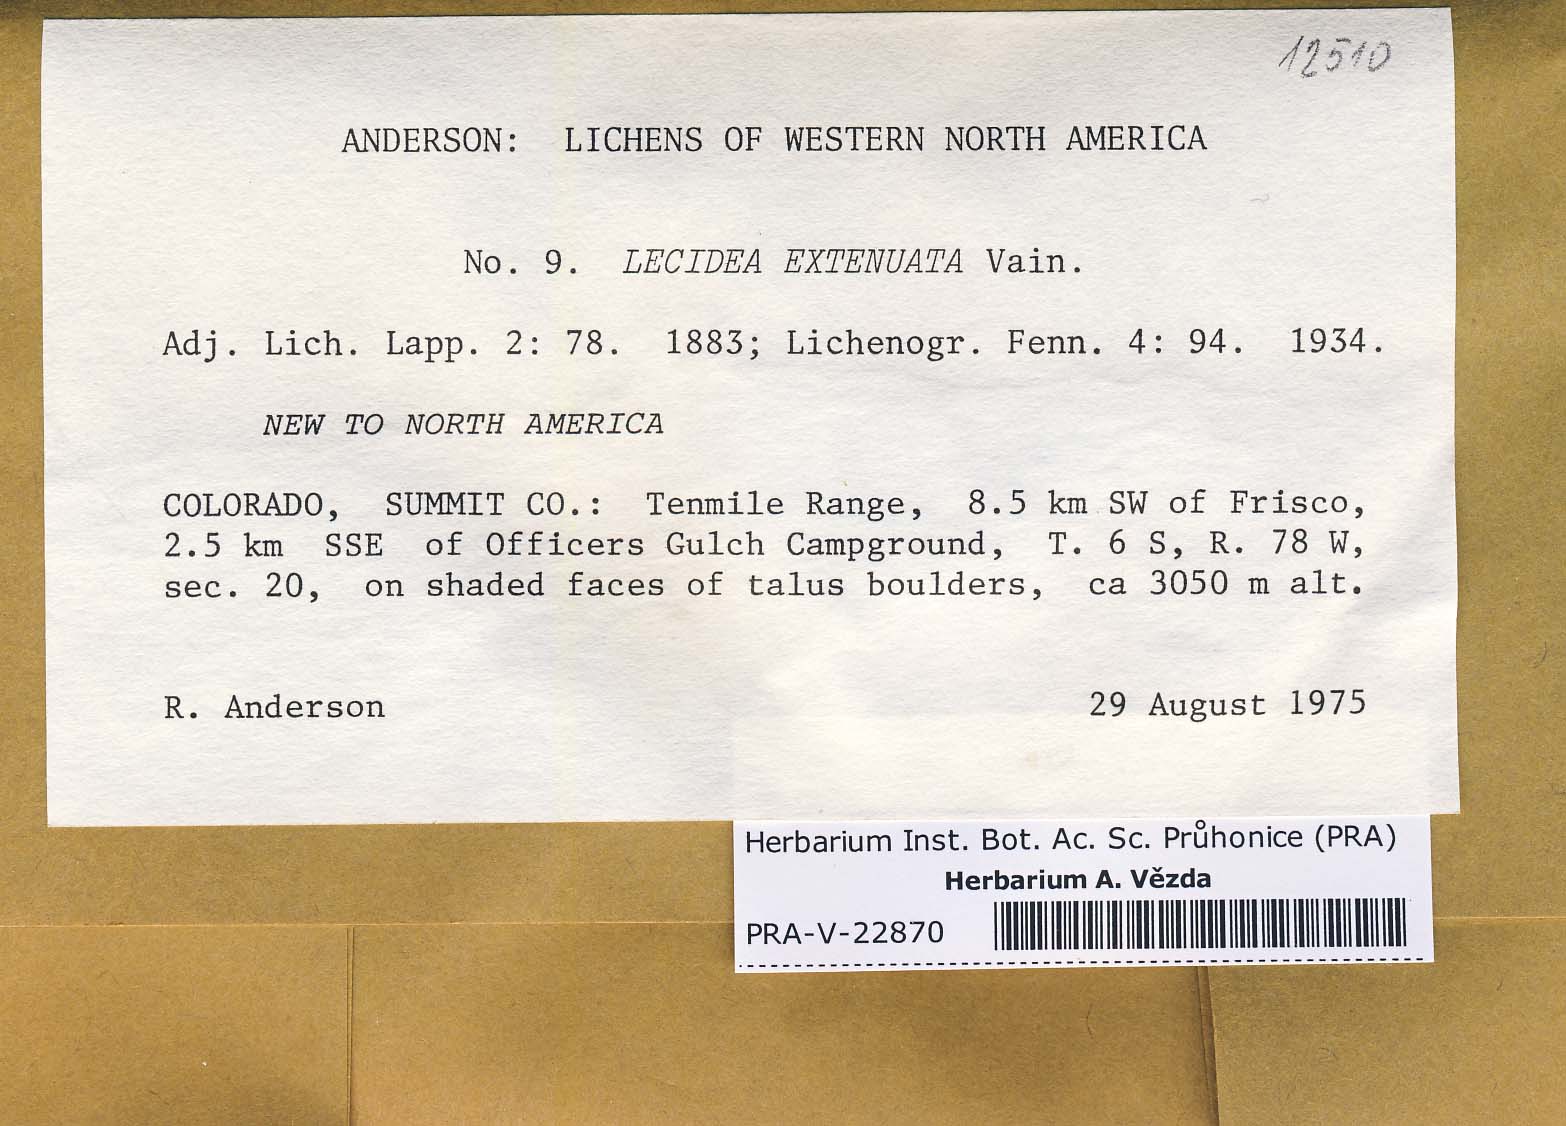 12510
ANDERSON: LICHENS OF WESTERN NORTH AMERICA
No. 9. LECIDEA EXTENUATA Vain.
Adj. Lich. Lapp. 2: 78. 1883; Lichenogr. Fenn. 4: 94. 1934.
NEW TO NORTH AMERICA
COLORADO, SUMMIT CO.: Tenmile Range, 8.5 km SW of Frisco,
2.5 km SSE of Officers Gulch Campground, T. 6 S, R. 78 W,
sec. 20, on shaded faces of talus boulders, ca 3050 m alt.
R. Anderson 29 August 1975
Herbarium Inst. Bot. Ac. Sc. Průhonice (PRA)
Herbarium A. Vězda
PRA-V-22870